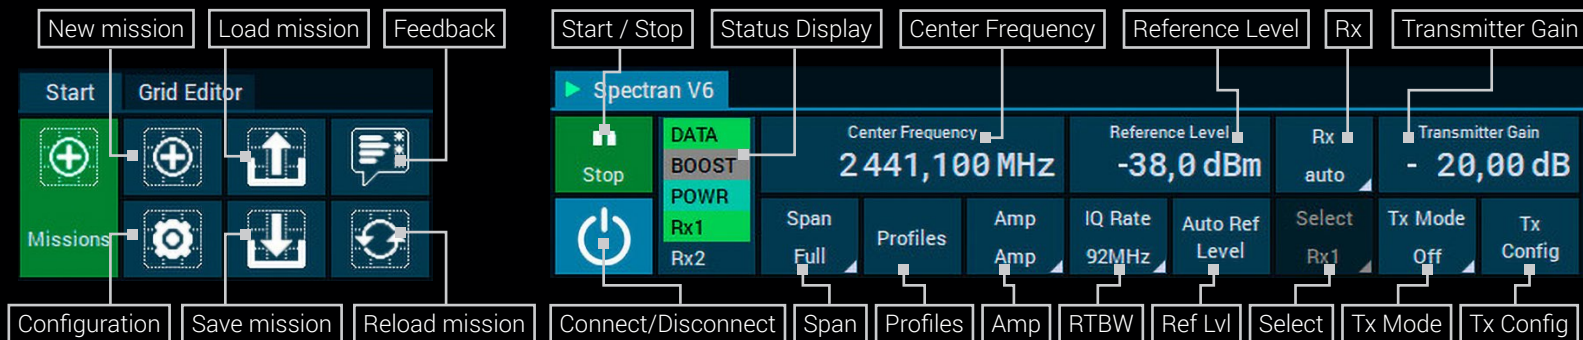 New mission
Load mission
Feedback
Start / Stop
Status Display
Center Frequency
Reference Level
Rx
Transmitter Gain
Start
Grid Editor
Missions
Configuration
Save mission
Reload mission
Spectran V6
Stop
DATA
BOOST
POWR
Rx1
Rx2
Center Frequency
2441,100 MHz
Reference Level
-38,0 dBm
Rx
auto
Transmitter Gain
- 20,00 dB
Span
Full
Profiles
Amp
Amp
IQ Rate
92MHz
Auto Ref
Level
Select
Rx1
Tx Mode
Off
Tx
Config
Connect/Disconnect
Span
Profiles
Amp
RTBW
Ref Lvl
Select
Tx Mode
Tx Config